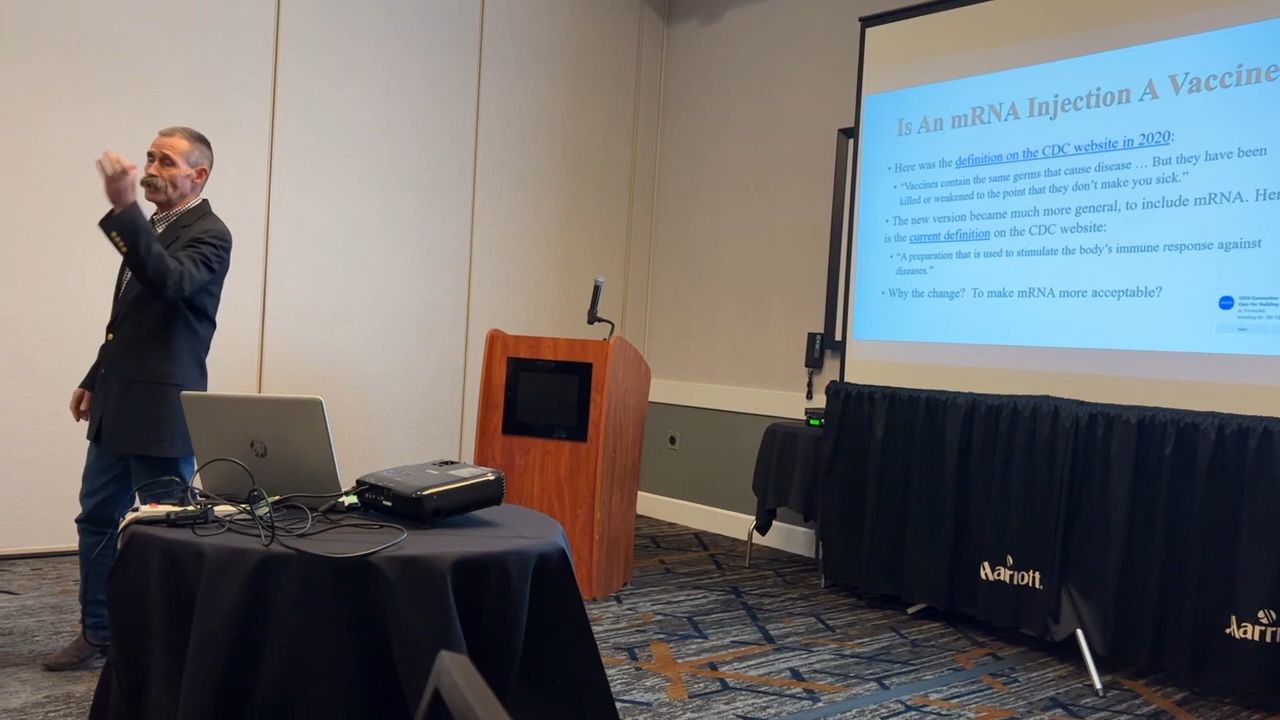 Is An mRNA Injection A Vaccine
• Here was the definition on the CDC website in 2020:
• "Vaccines contain the same germs that cause disease … But they have been
killed or weakened to the point that they don't make you sick."
• The new version became much more general, to include mRNA. Her
is the current definition on the CDC website:
• "A preparation that is used to stimulate the body's immune response against
diseases."
• Why the change? To make mRNA more acceptable?
hp
Marriott.
Marri